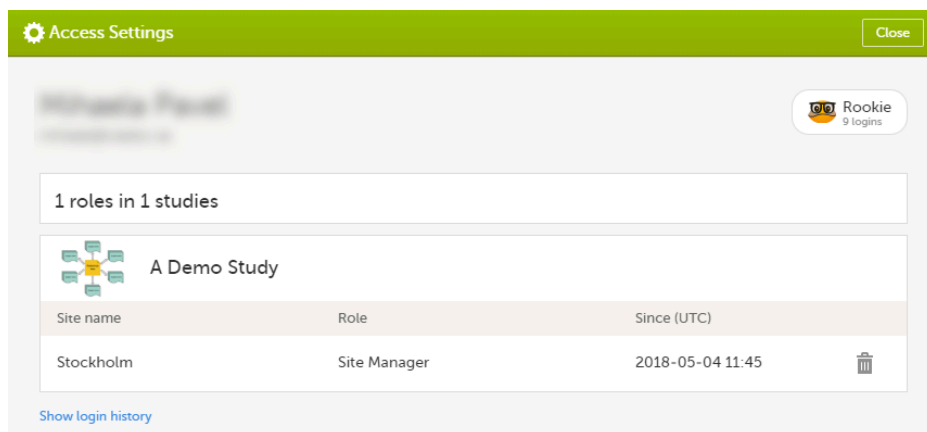 Access Settings
Close
Rookie
9 logins
1 roles in 1 studies
A Demo Study
Site name Role Since (UTC)
Stockholm Site Manager 2018-05-04 11:45
Show login history